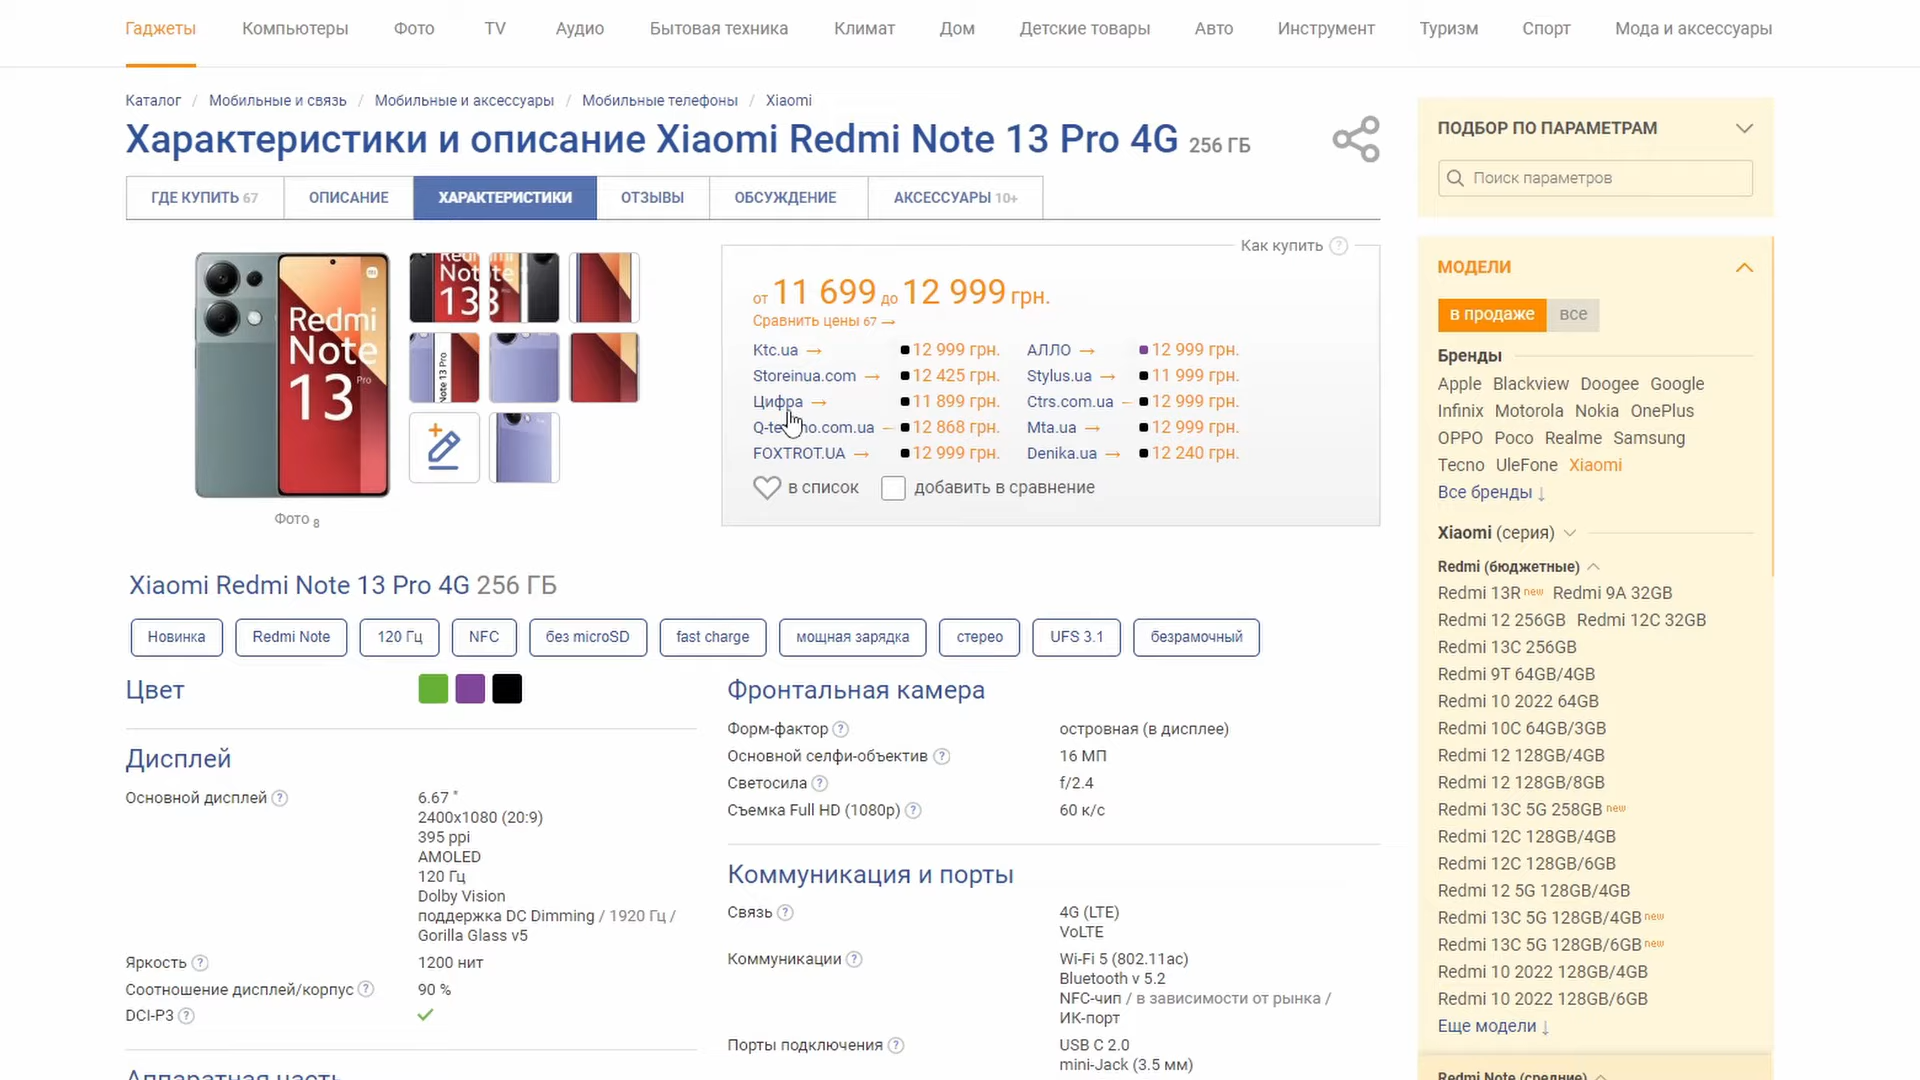 Гаджеты Компьютеры Фото TV Аудио Бытовая техника Климат Дом Детские товары Авто Инструмент Туризм Спорт Мода и аксессуары
Каталог / Мобильные и связь / Мобильные и аксессуары / Мобильные телефоны / Xiaomi
Характеристики и описание Xiaomi Redmi Note 13 Pro 4G 256 ГБ
ГДЕ КУПИТЬ 67 ОПИСАНИЕ ХАРАКТЕРИСТИКИ ОТЗЫВЫ ОБСУЖДЕНИЕ АКСЕССУАРЫ 10+
Redmi
Note
13 Pro
Фото 8
Как купить ?
от 11 699 до 12 999 грн.
Сравнить цены 67 →
Ktc.ua → 12 999 грн. АЛЛО → 12 999 грн.
Storeinua.com → 12 425 грн. Stylus.ua → 11 999 грн.
Цифра → 11 899 грн. Ctrs.com.ua → 12 999 грн.
12 868 грн. Mta.ua → 12 999 грн.
FOXTROT.UA → 12 999 грн. Denika.ua → 12 240 грн.
в список добавить в сравнение
Xiaomi Redmi Note 13 Pro 4G 256 ГБ
Новинка Redmi Note 120 Гц NFC без microSD fast charge мощная зарядка стерео UFS 3.1 безрамочный
Цвет
Дисплей
Основной дисплей ? 6.67 "
2400x1080 (20:9)
395 ppi
AMOLED
120 Гц
Dolby Vision
поддержка DC Dimming / 1920 Гц /
Gorilla Glass v5
Яркость ? 1200 нит
Соотношение дисплей/корпус ? 90 %
DCI-P3 ?
Фронтальная камера
Форм-фактор ? островная (в дисплее)
Основной селфи-объектив ? 16 МП
Светосила ? f/2.4
Съемка Full HD (1080p) ? 60 к/с
Коммуникация и порты
Связь ? 4G (LTE)
VoLTE
Коммуникации ? Wi-Fi 5 (802.11ac)
Bluetooth v 5.2
NFC-чип / в зависимости от рынка /
ИК-порт
Порты подключения ? USB C 2.0
mini-Jack (3.5 мм)
ПОДБОР ПО ПАРАМЕТРАМ
Поиск параметров
МОДЕЛИ
в продаже все
Бренды
Apple Blackview Doogee Google
Infinix Motorola Nokia OnePlus
OPPO Poco Realme Samsung
Tecno UleFone Xiaomi
Все бренды ↓
Xiaomi (серия)
Redmi (бюджетные)
Redmi 13R new Redmi 9A 32GB
Redmi 12 256GB Redmi 12C 32GB
Redmi 13C 256GB
Redmi 9T 64GB/4GB
Redmi 10 2022 64GB
Redmi 10C 64GB/3GB
Redmi 12 128GB/4GB
Redmi 12 128GB/8GB
Redmi 13C 5G 258GB new
Redmi 12C 128GB/4GB
Redmi 12C 128GB/6GB
Redmi 12 5G 128GB/4GB
Redmi 13C 5G 128GB/4GB new
Redmi 13C 5G 128GB/6GB new
Redmi 10 2022 128GB/4GB
Redmi 10 2022 128GB/6GB
Еще модели ↓
Redmi Note (средние)